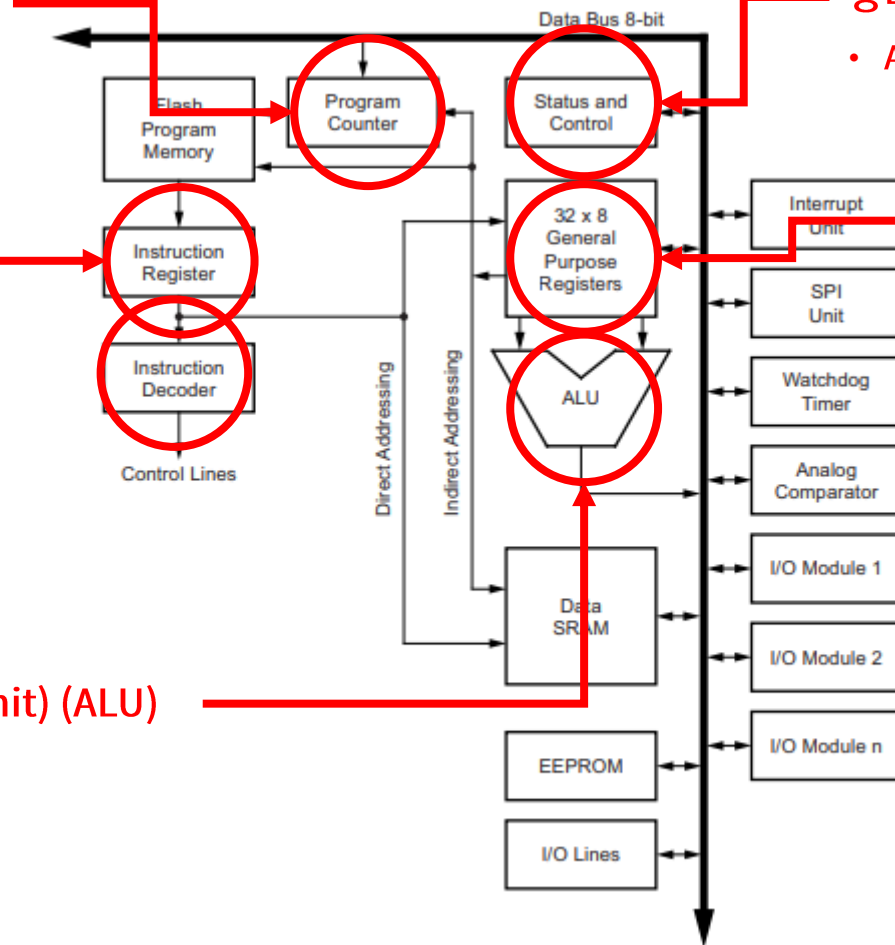 Data Bus 8-bit
• A
Flash
Program
Memory
Program
Counter
Status and
Control
32 x 8
General
Purpose
Registers
Interrupt
Unit
Instruction
Register
SPI
Unit
Instruction
Decoder
ALU
Watchdog
Timer
Control Lines
Direct Addressing
Indirect Addressing
Analog
Comparator
I/O Module 1
Data
SRAM
I/O Module 2
nit) (ALU)
I/O Module n
EEPROM
I/O Lines